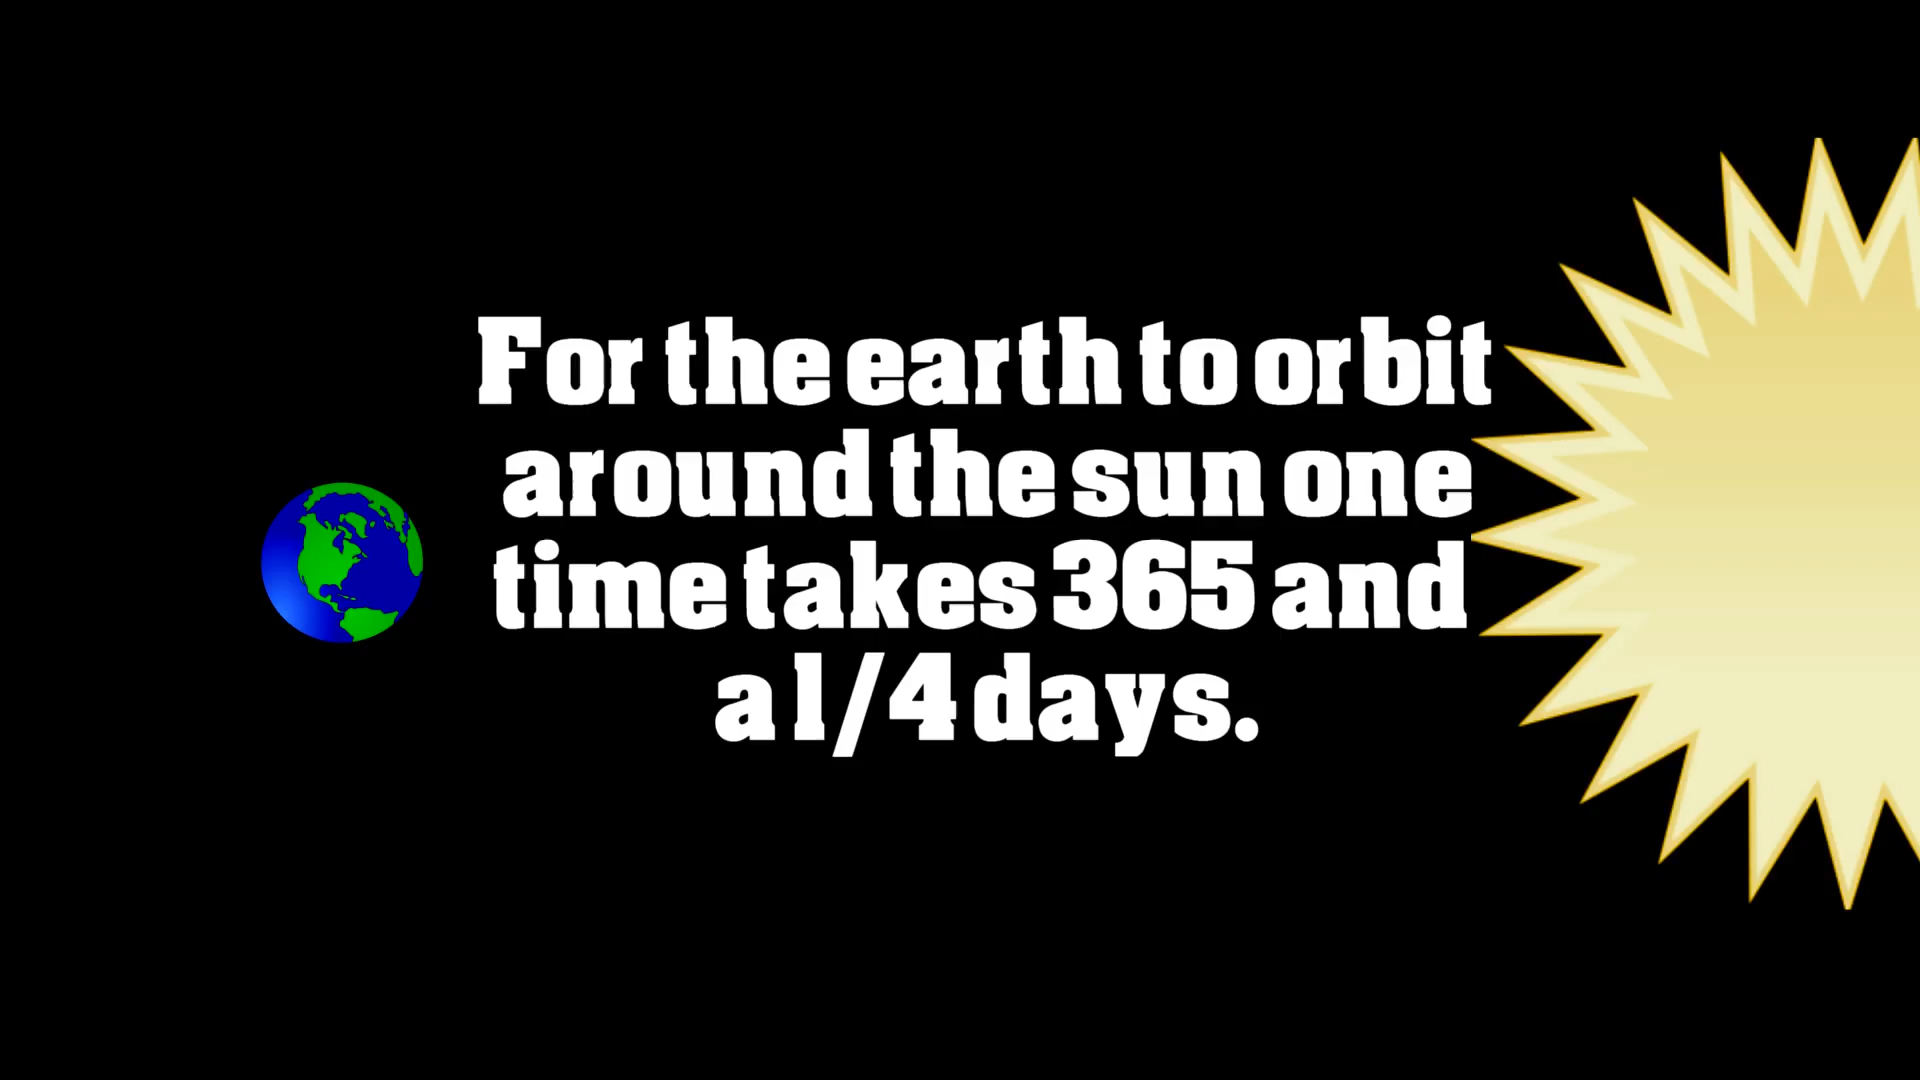 For the earth to orbit
around the sun one
time takes 365 and
a 1/4 days.